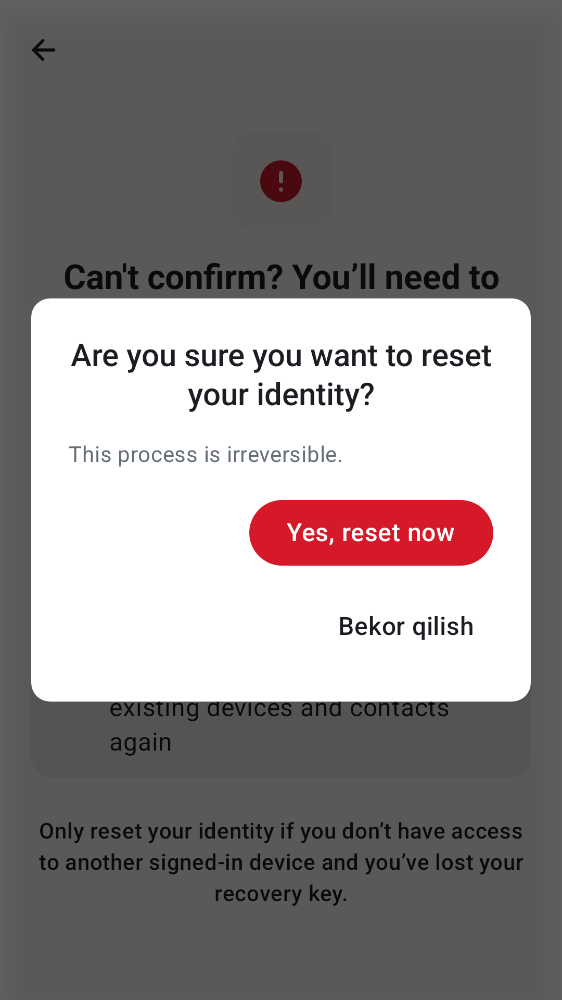 Can't confirm? You’ll need to
Are you sure you want to reset
your identity?
This process is irreversible.
Yes, reset now
Bekor qilish
existing devices and contacts
again
Only reset your identity if you don’t have access
to another signed-in device and you’ve lost your
recovery key.